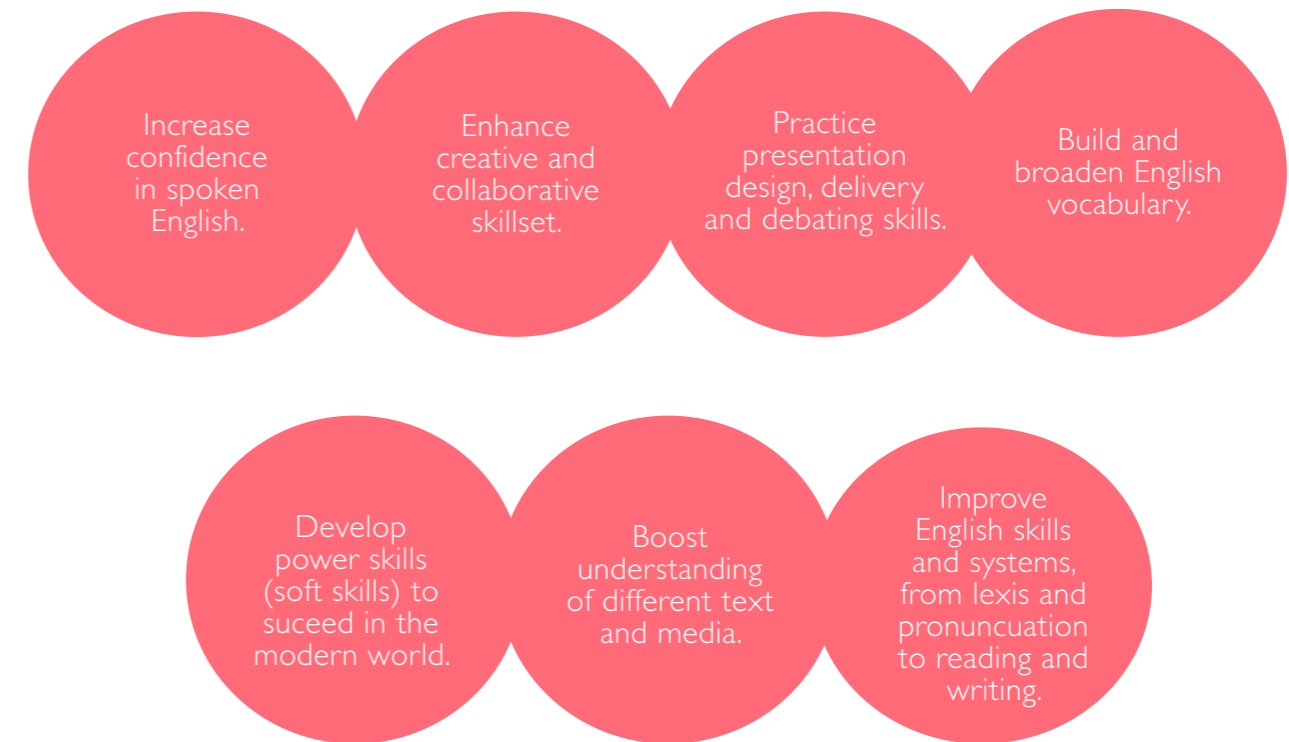 Increase
confidence
in spoken
English.
Enhance
creative and
collaborative
skillset.
Practice
presentation
design, delivery
and debating skills.
Build and
broaden English
vocabulary.
Develop
power skills
(soft skills) to
suceed in the
modern world.
Boost
understanding
of different text
and media.
Improve
English skills
and systems,
from lexis and
pronuncuation
to reading and
writing.